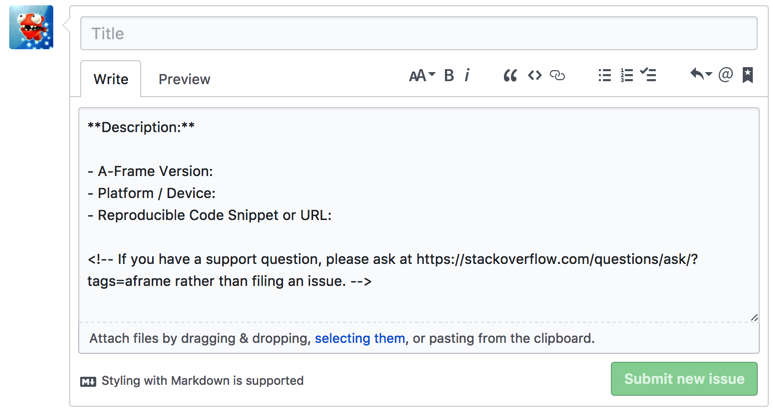 Title
Write Preview AA B i @
**Description:**
- A-Frame Version:
- Platform / Device:
- Reproducible Code Snippet or URL:
<!-- If you have a support question, please ask at https://stackoverflow.com/questions/ask/?
tags=aframe rather than filing an issue. -->
Attach files by dragging & dropping, selecting them, or pasting from the clipboard.
Styling with Markdown is supported
Submit new issue